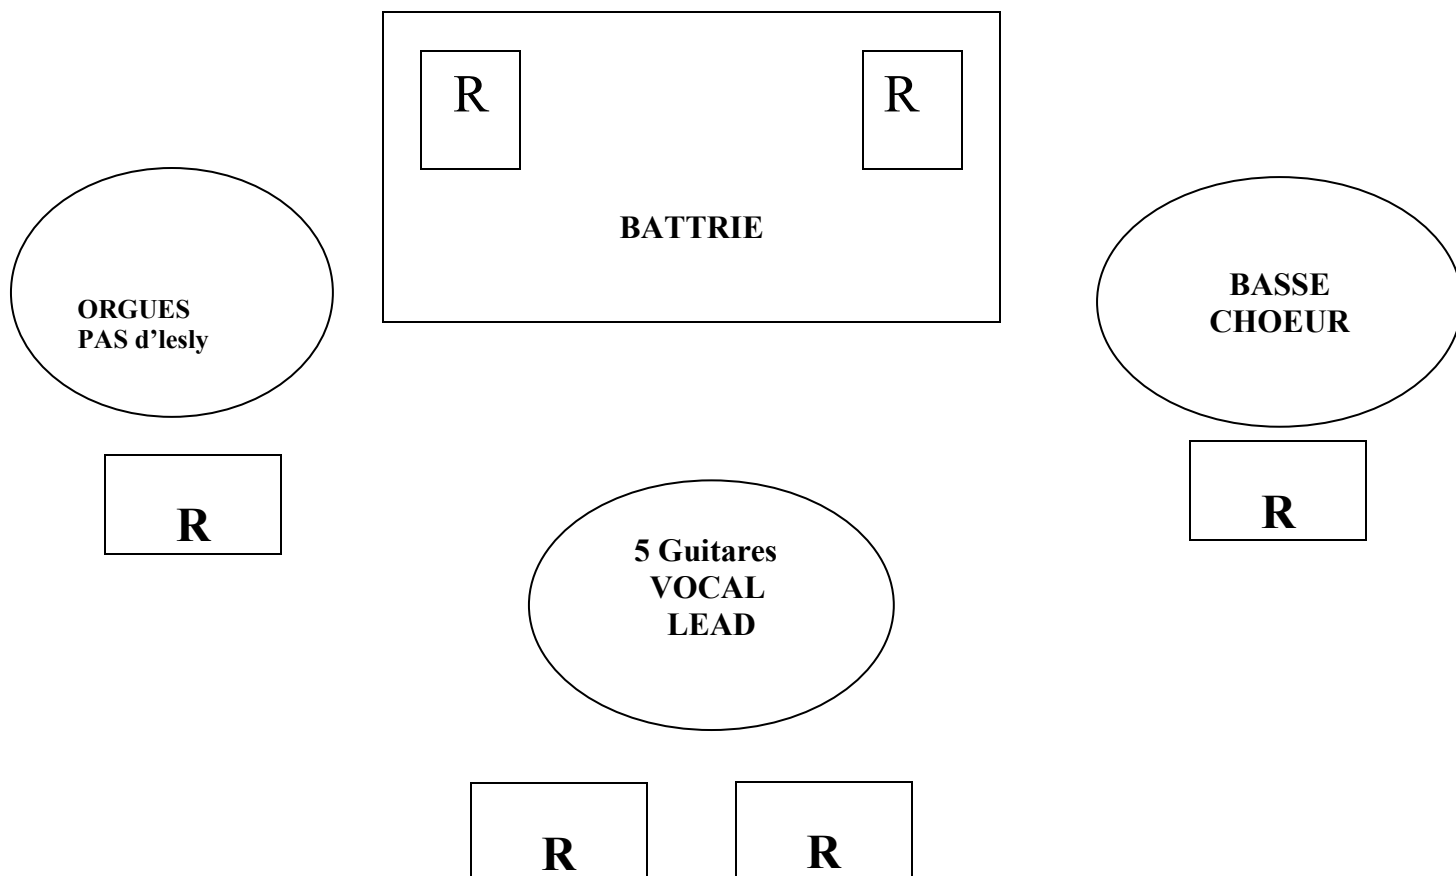 R
R
BATTRIE
ORGUES
PAS d’lesly
BASSE
CHOEUR
R
R
5 Guitares
VOCAL
LEAD
R
R